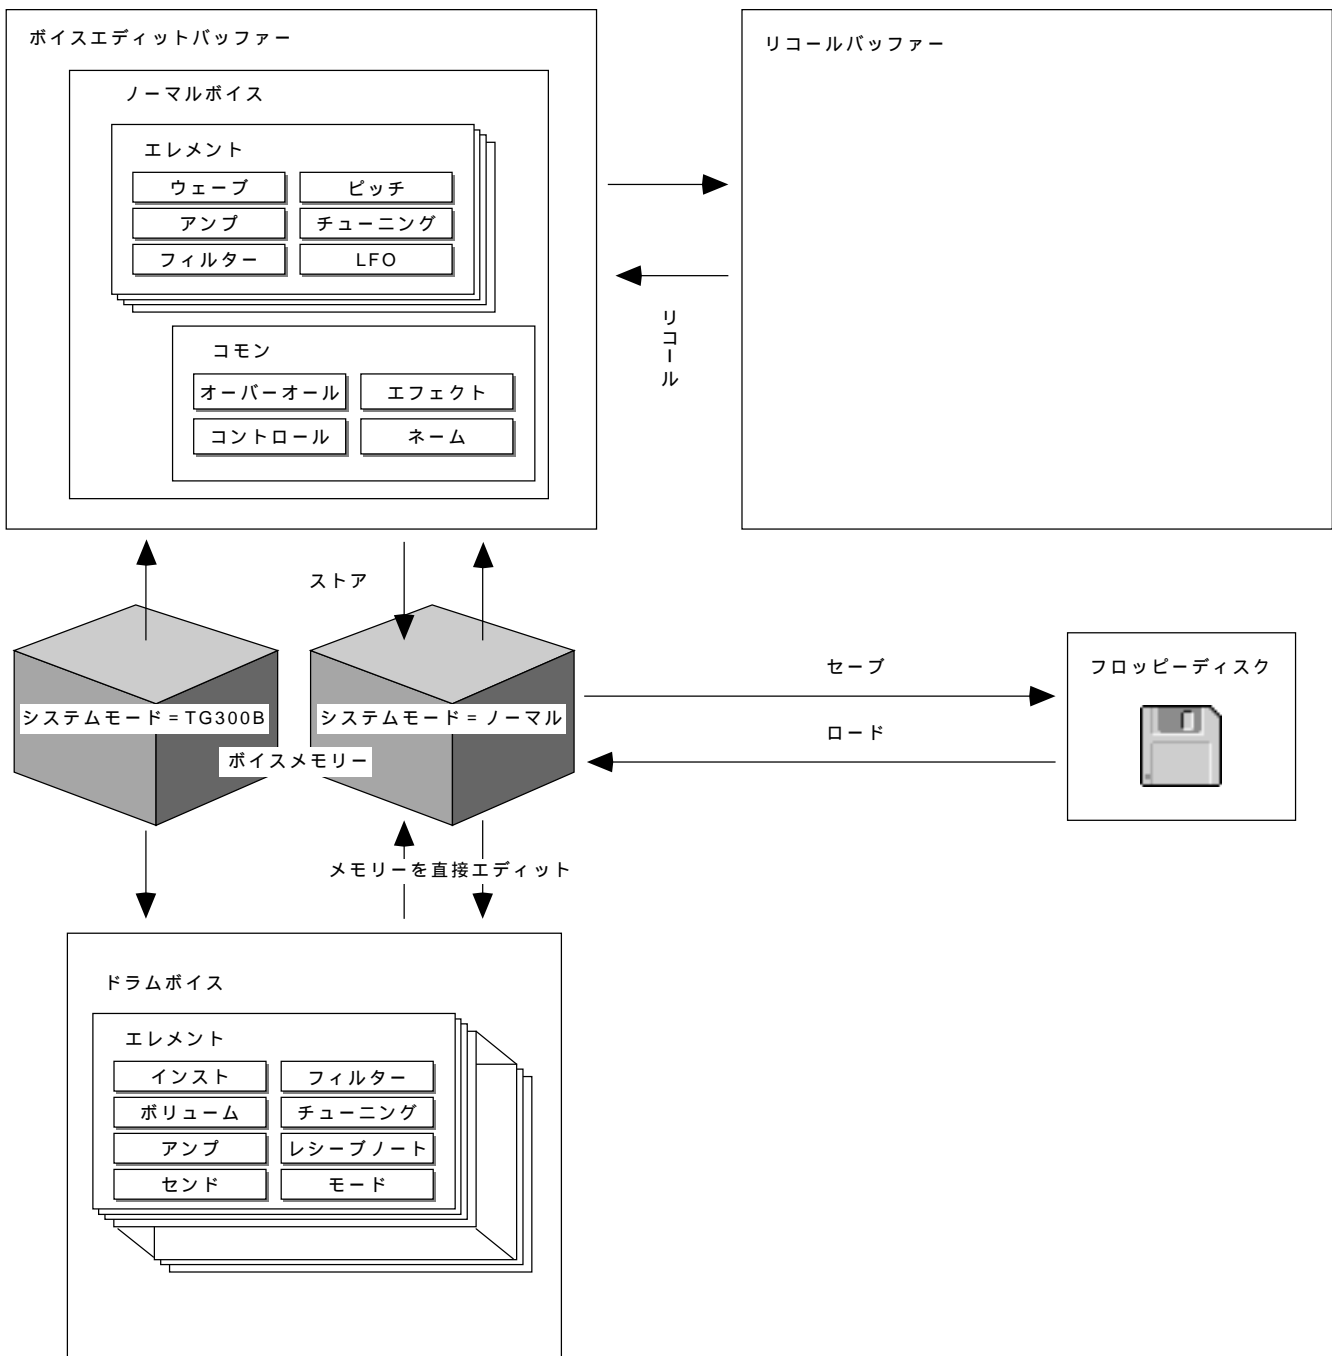 ボイスエディットバッファー
ノーマルボイス
エレメント
ウェーブ
ピッチ
アンプ
チューニング
フィルター
LFO
コモン
オーバーオール
エフェクト
コントロール
ネーム
リコールバッファー
リコール
ストア
システムモード=TG300B
システムモード=ノーマル
ボイスメモリー
セーブ
ロード
フロッピーディスク
メモリーを直接エディット
ドラムボイス
エレメント
インスト
フィルター
ボリューム
チューニング
アンプ
レシーブノート
センド
モード